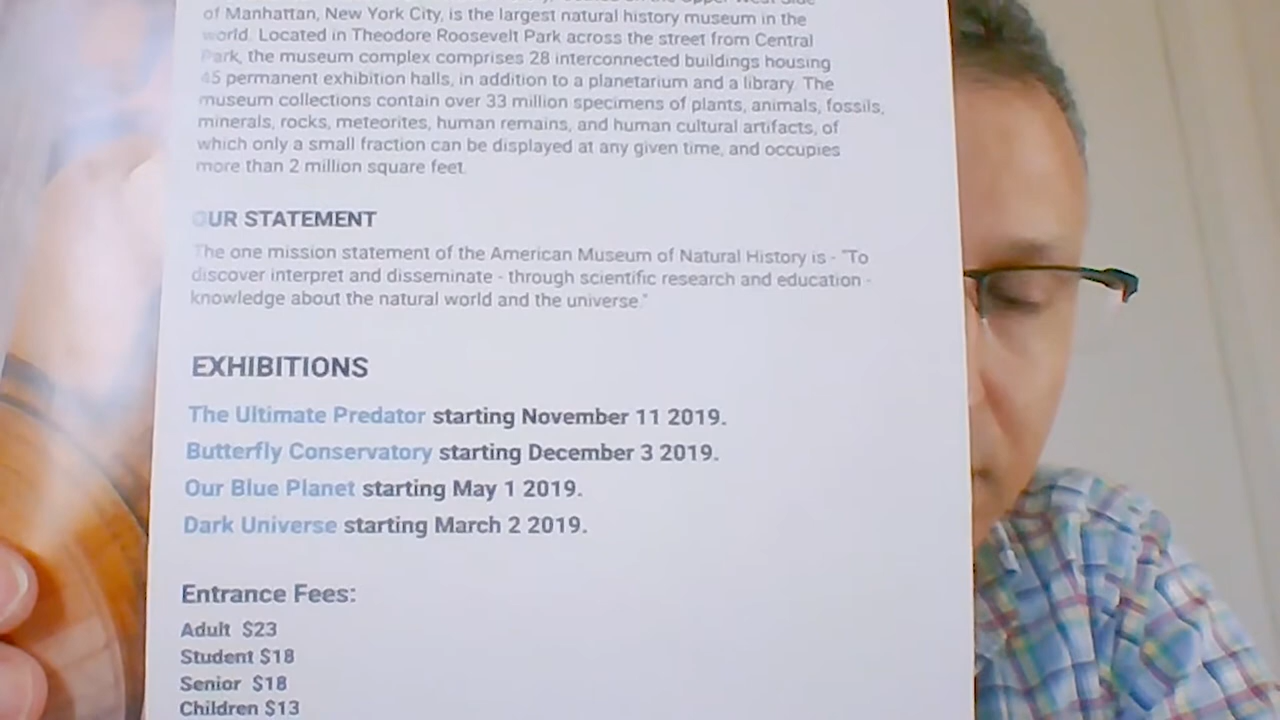 of Manhattan, New York City, is the largest natural history museum in the
world. Located in Theodore Roosevelt Park across the street from Central
Park, the museum complex comprises 28 interconnected buildings housing
45 permanent exhibition halls, in addition to a planetarium and a library. The
museum collections contain over 33 million specimens of plants, animals, fossils,
minerals, rocks, meteorites, human remains, and human cultural artifacts, of
which only a small fraction can be displayed at any given time, and occupies
more than 2 million square feet.
OUR STATEMENT
The one mission statement of the American Museum of Natural History is - "To
discover interpret and disseminate - through scientific research and education -
knowledge about the natural world and the universe."
EXHIBITIONS
The Ultimate Predator starting November 11 2019.
Butterfly Conservatory starting December 3 2019.
Our Blue Planet starting May 1 2019.
Dark Universe starting March 2 2019.
Entrance Fees:
Adult $23
Student $18
Senior $18
Children $13